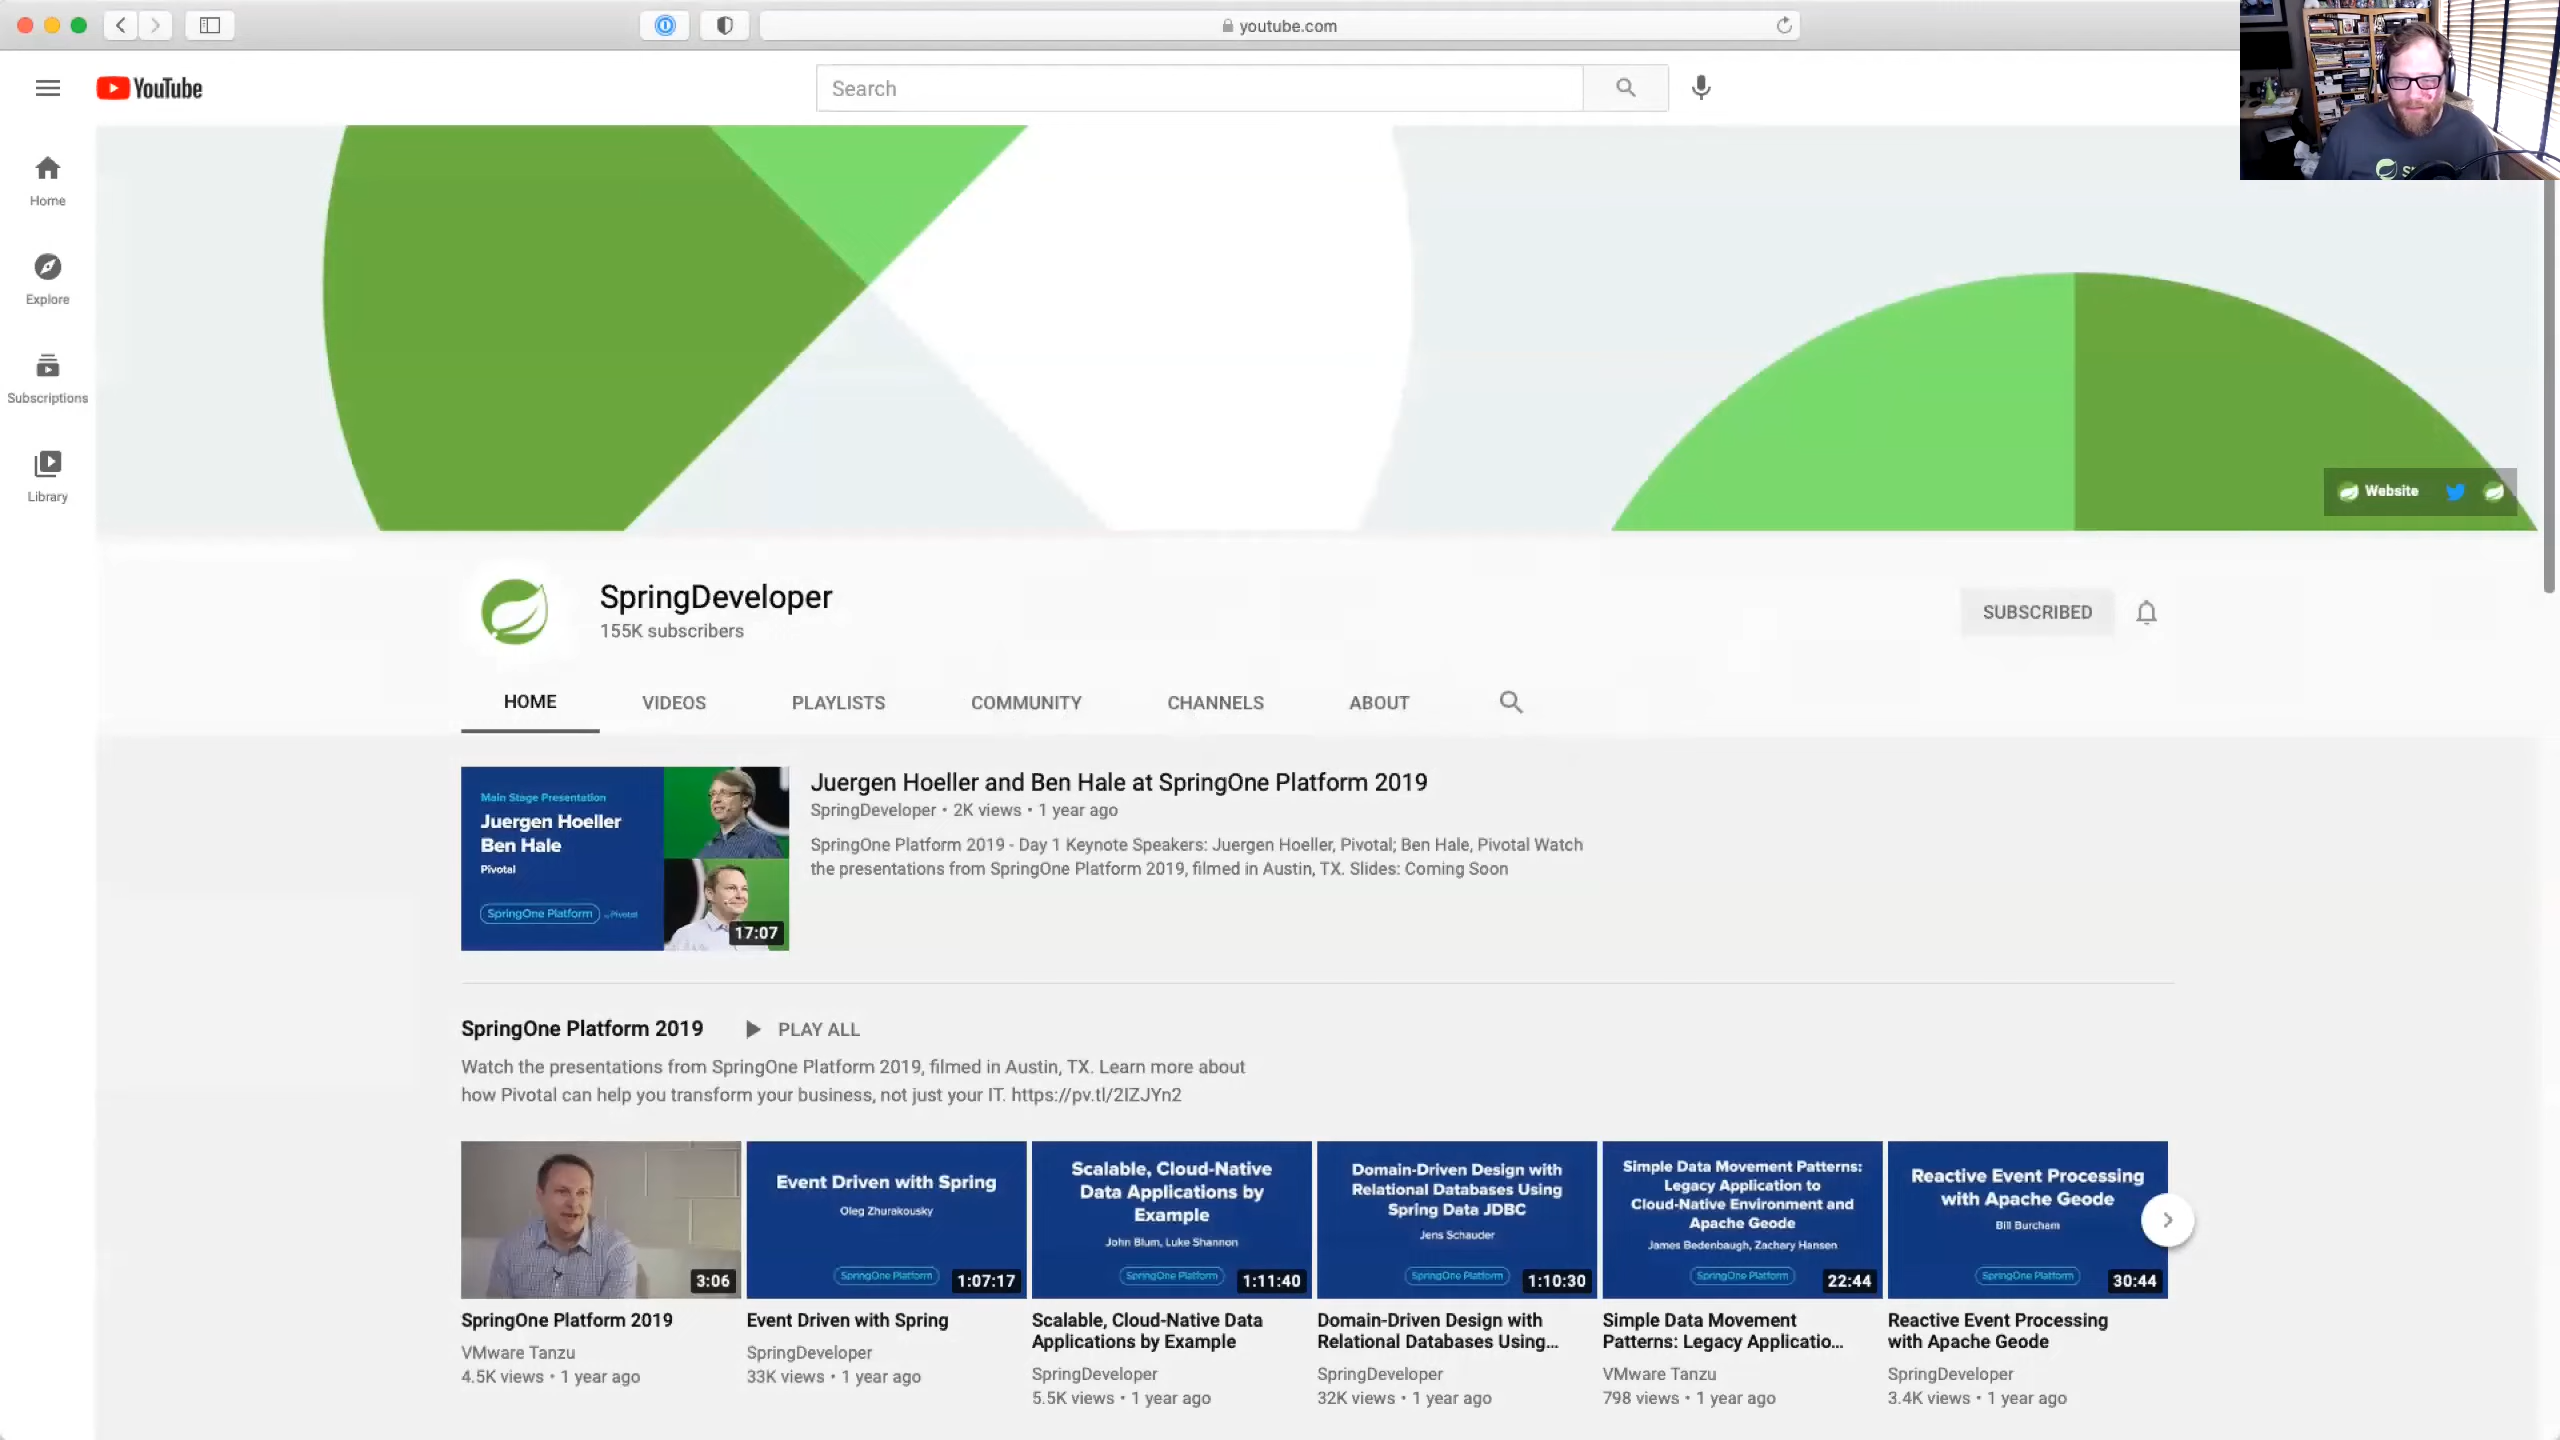 youtube.com
YouTube
Search
Home
Explore
Subscriptions
Library
Website
SpringDeveloper
155K subscribers
SUBSCRIBED
HOME VIDEOS PLAYLISTS COMMUNITY CHANNELS ABOUT
Main Stage Presentation
Juergen Hoeller
Ben Hale
Pivotal
SpringOne Platform by Pivotal
17:07
Juergen Hoeller and Ben Hale at SpringOne Platform 2019
SpringDeveloper • 2K views • 1 year ago
SpringOne Platform 2019 - Day 1 Keynote Speakers: Juergen Hoeller, Pivotal; Ben Hale, Pivotal Watch
the presentations from SpringOne Platform 2019, filmed in Austin, TX. Slides: Coming Soon
SpringOne Platform 2019 PLAY ALL
Watch the presentations from SpringOne Platform 2019, filmed in Austin, TX. Learn more about
how Pivotal can help you transform your business, not just your IT. https://pv.tl/2IZJYn2
3:06
SpringOne Platform 2019
VMware Tanzu
4.5K views • 1 year ago
Event Driven with Spring
Oleg Zhurakousky
SpringOne Platform
1:07:17
Event Driven with Spring
SpringDeveloper
33K views • 1 year ago
Scalable, Cloud-Native
Data Applications by
Example
John Blum, Luke Shannon
SpringOne Platform
1:11:40
Scalable, Cloud-Native Data
Applications by Example
SpringDeveloper
5.5K views • 1 year ago
Domain-Driven Design with
Relational Databases Using
Spring Data JDBC
Jens Schauder
SpringOne Platform
1:10:30
Domain-Driven Design with
Relational Databases Using...
SpringDeveloper
32K views • 1 year ago
Simple Data Movement Patterns:
Legacy Application to
Cloud-Native Environment and
Apache Geode
James Bedenbaugh, Zachary Hansen
SpringOne Platform
22:44
Simple Data Movement
Patterns: Legacy Applicatio...
VMware Tanzu
798 views • 1 year ago
Reactive Event Processing
with Apache Geode
Bill Burcham
SpringOne Platform
30:44
Reactive Event Processing
with Apache Geode
SpringDeveloper
3.4K views • 1 year ago